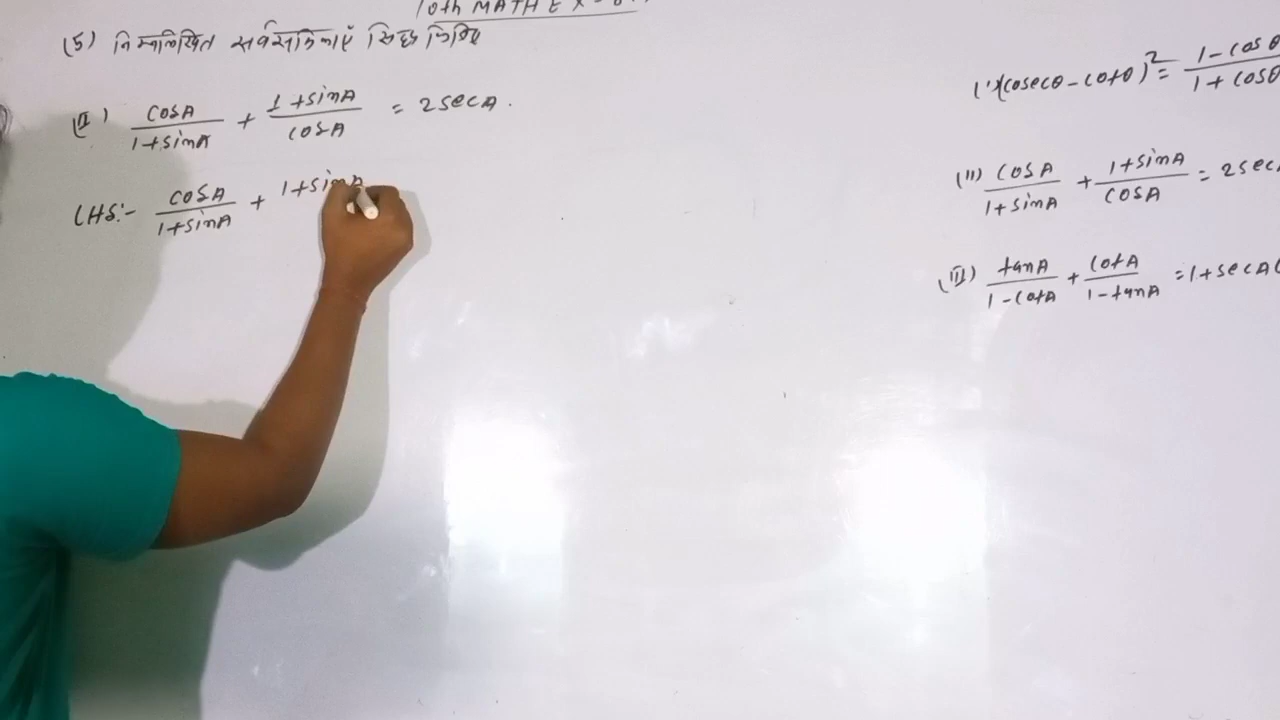 10th MATH EX-8.
(5) निम्नलिखित सर्वसमिकाएँ सिद्ध कीजिए
(II) cosA/1+sinA + 1+sinA/cosA = 2secA.
LHS:- cosA/1+sinA + 1+sinA
(i) (cosecθ - cotθ)² = 1-cosθ/1+cosθ
(II) cosA/1+sinA + 1+sinA/cosA = 2sec
(III) tanA/1-cotA + cotA/1-tanA = 1+secA